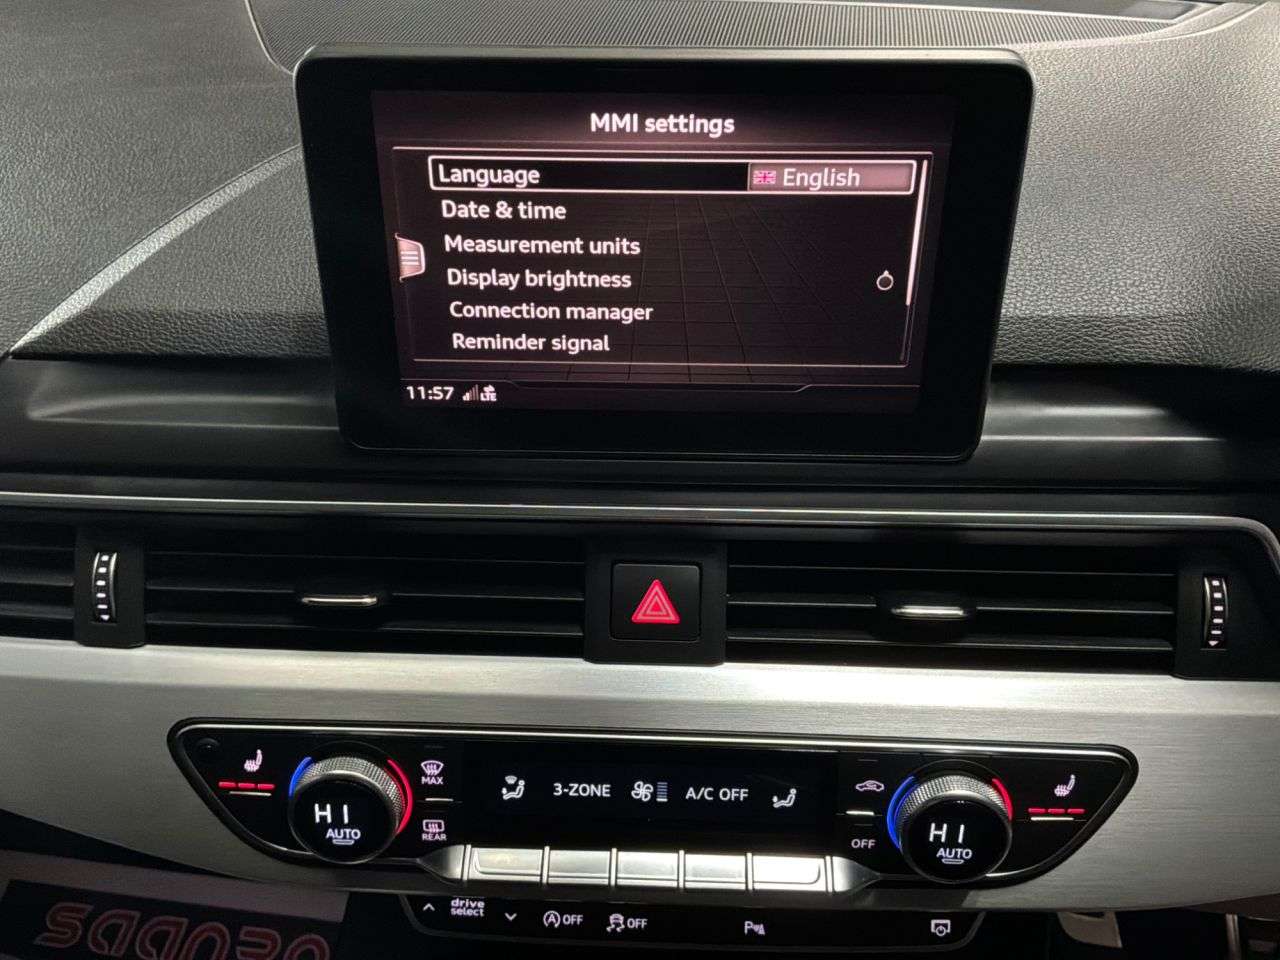 MMI settings
Language English
Date & time
Measurement units
Display brightness
Connection manager
Reminder signal
11:57 LTE
MAX
3-ZONE A/C OFF
HI
AUTO
REAR
OFF
HI
AUTO
drive
select
A OFF
OFF
P